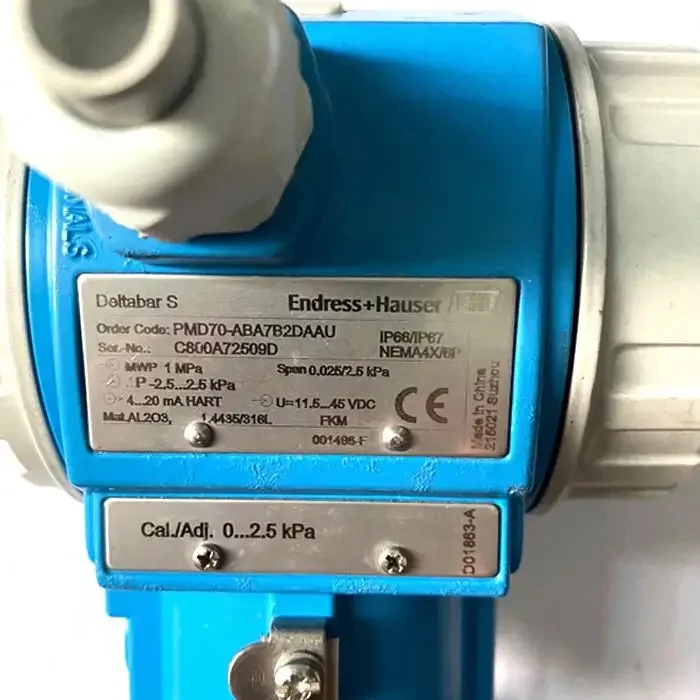 Deltabar S Endress+Hauser
Order Code: PMD70-ABA7B2DAAU IP66/IP67
Ser.-No.: C800A72509D NEMA4X/6P
MWP 1 MPa Span 0.025/2.5 kPa
P -2.5...2.5 kPa
4...20 mA HART U=11.5...45 VDC
CE
Mat.AL2O3, 1.4435/316L FKM
001496-F
Made in China
215021 Suzhou
Cal./Adj. 0...2.5 kPa
D01863-A